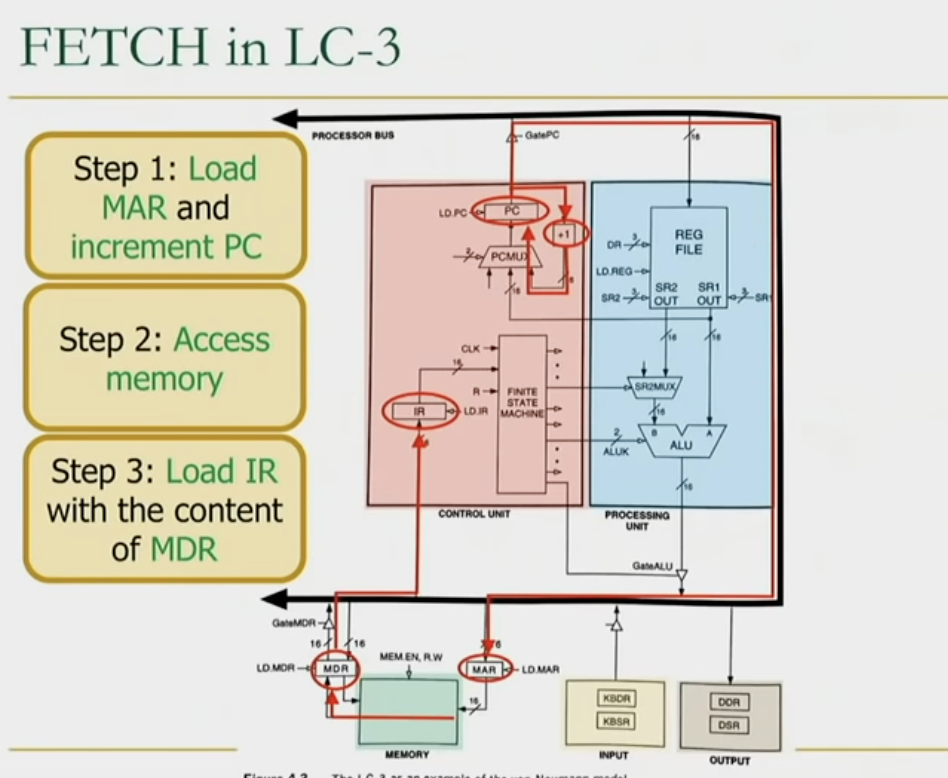 FETCH in LC-3
Step 1: Load
MAR and
increment PC
Step 2: Access
memory
Step 3: Load IR
with the content
of MDR
PROCESSOR BUS
GatePC
16
LD.PC
PC
+1
2
PCMUX
16
REG
FILE
DR
3
LD.REG
SR2
3
SR2
OUT
SR1
OUT
3
SR1
16
16
CLK
16
R
FINITE
STATE
MACHINE
IR
LD.IR
SR2MUX
16
B
A
ALU
2
ALUK
16
CONTROL UNIT
PROCESSING
UNIT
GateALU
GateMDR
16
16
LD.MDR
MDR
MEM.EN, R.W
MAR
LD.MAR
16
KBDR
KBSR
DDR
DSR
MEMORY
INPUT
OUTPUT
Figure 4.3 The LC-3 as an example of the von Neumann model